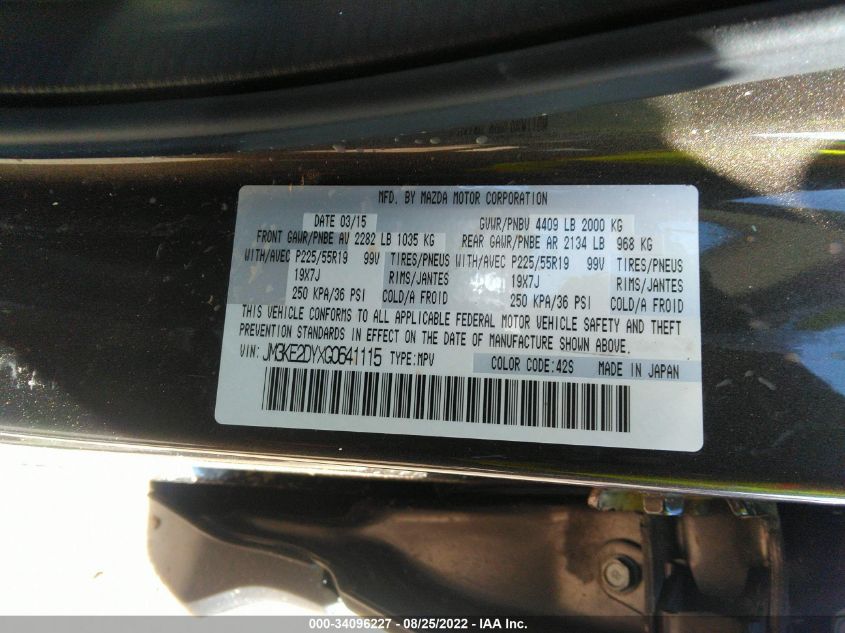 MFD. BY MAZDA MOTOR CORPORATION
DATE 03/15 GVWR/PNBV 4409 LB 2000 KG
FRONT GAWR/PNBE AV 2282 LB 1035 KG REAR GAWR/PNBE AR 2134 LB 968 KG
WITH/AVEC P225/55R19 99V TIRES/PNEUS WITH/AVEC P225/55R19 99V TIRES/PNEUS
19X7J RIMS/JANTES 19X7J RIMS/JANTES
250 KPA/36 PSI COLD/A FROID 250 KPA/36 PSI COLD/A FROID
THIS VEHICLE CONFORMS TO ALL APPLICABLE FEDERAL MOTOR VEHICLE SAFETY AND THEFT
PREVENTION STANDARDS IN EFFECT ON THE DATE OF MANUFACTURE SHOWN ABOVE.
VIN: JM3KE2DYXG0641115 TYPE:MPV COLOR CODE:42S MADE IN JAPAN
000-34096227 - 08/25/2022 - IAA Inc.